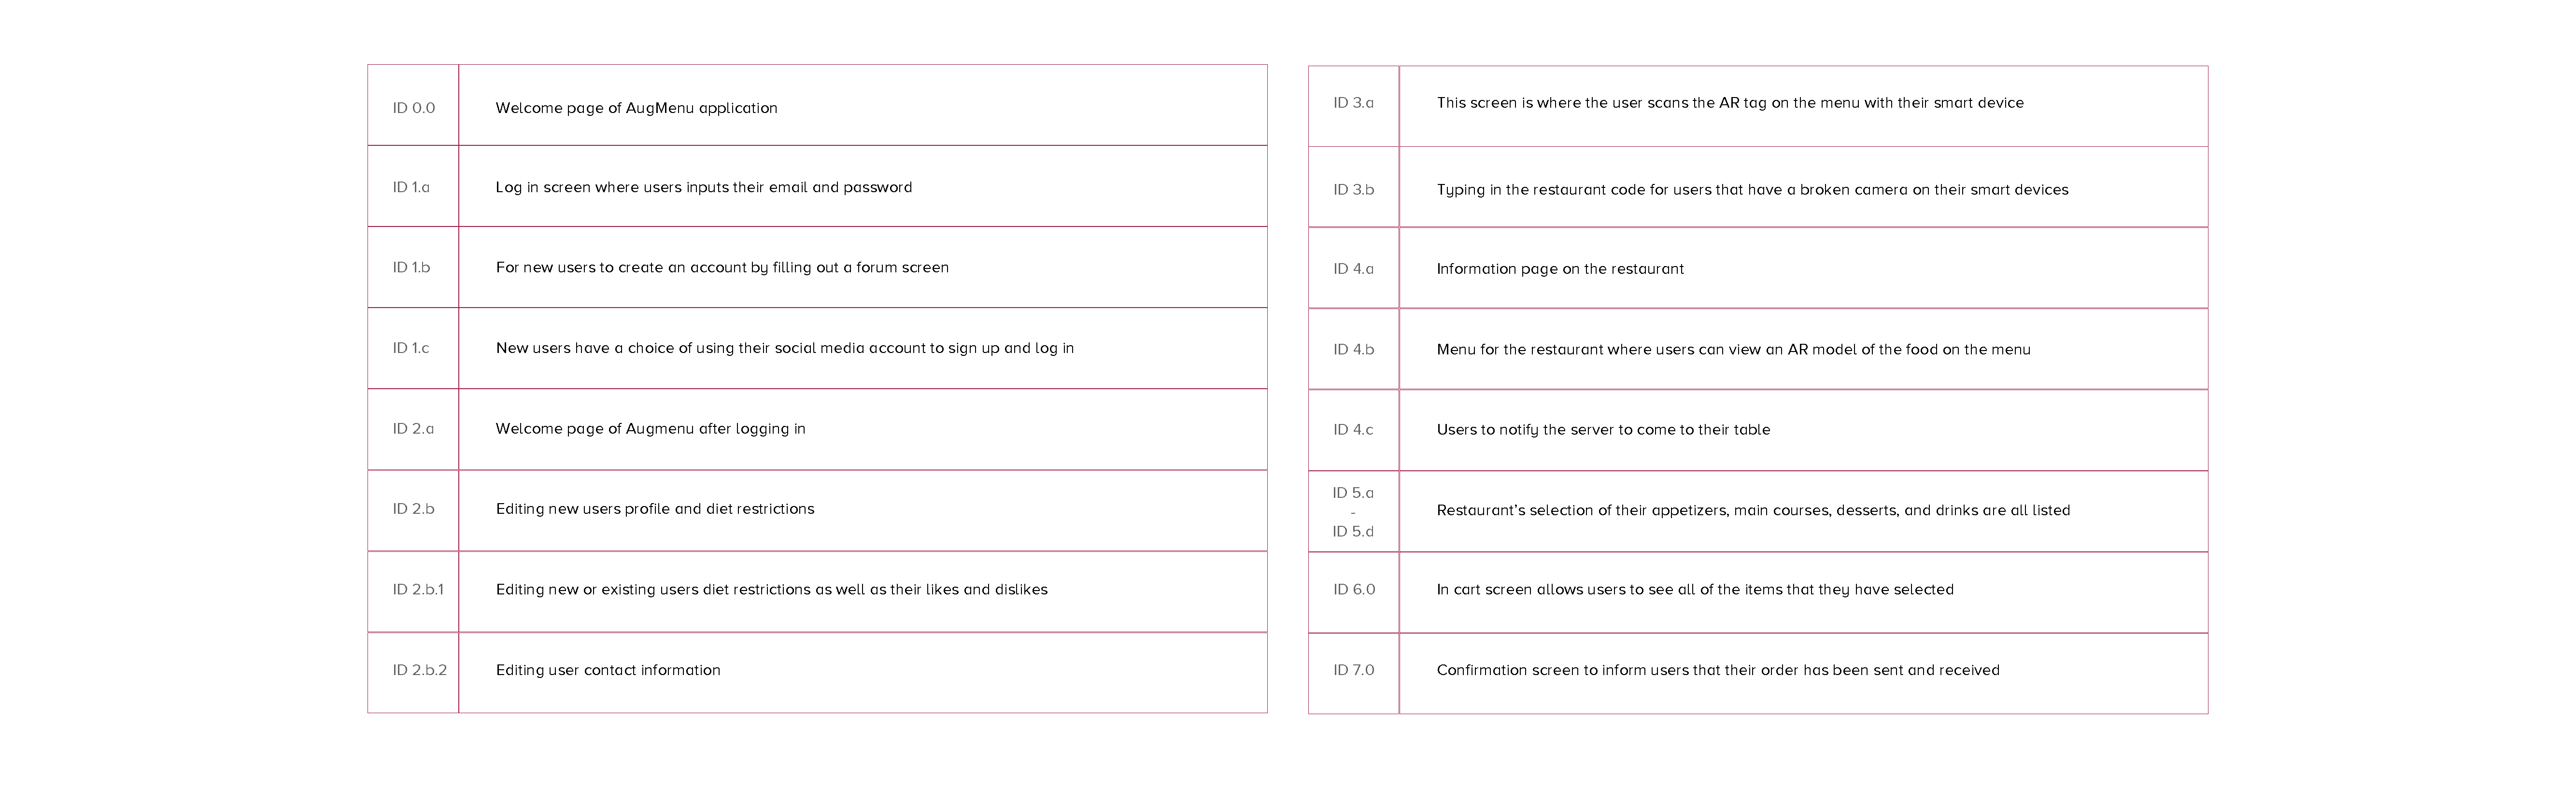 ID 0.0 Welcome page of AugMenu application
ID 1.a Log in screen where users inputs their email and password
ID 1.b For new users to create an account by filling out a forum screen
ID 1.c New users have a choice of using their social media account to sign up and log in
ID 2.a Welcome page of Augmenu after logging in
ID 2.b Editing new users profile and diet restrictions
ID 2.b.1 Editing new or existing users diet restrictions as well as their likes and dislikes
ID 2.b.2 Editing user contact information
ID 3.a This screen is where the user scans the AR tag on the menu with their smart device
ID 3.b Typing in the restaurant code for users that have a broken camera on their smart devices
ID 4.a Information page on the restaurant
ID 4.b Menu for the restaurant where users can view an AR model of the food on the menu
ID 4.c Users to notify the server to come to their table
ID 5.a
-
ID 5.d
Restaurant’s selection of their appetizers, main courses, desserts, and drinks are all listed
ID 6.0 In cart screen allows users to see all of the items that they have selected
ID 7.0 Confirmation screen to inform users that their order has been sent and received